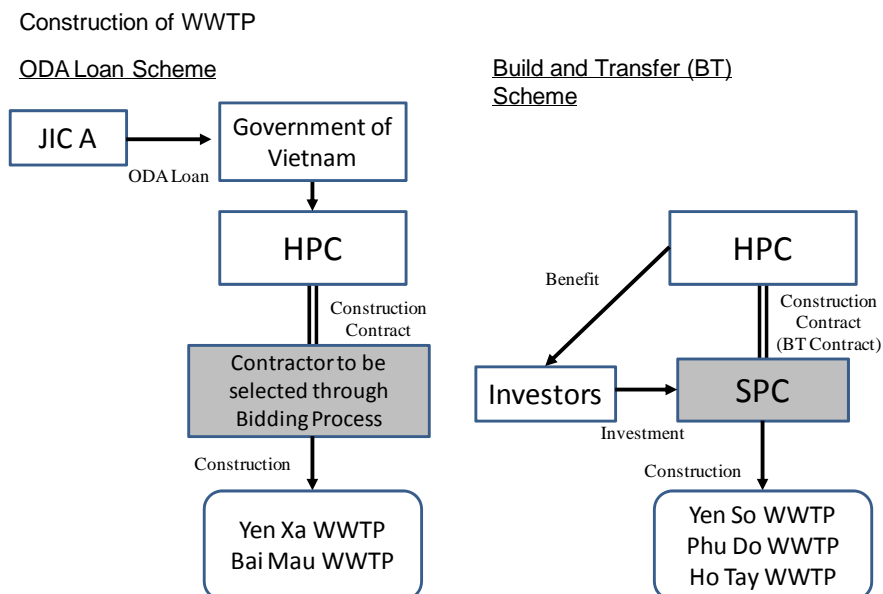 Construction of WWTP
ODA Loan Scheme
JIC A
Government of
Vietnam
ODA Loan
HPC
Construction
Contract
Contractor to be
selected through
Bidding Process
Construction
Yen Xa WWTP
Bai Mau WWTP
Build and Transfer (BT)
Scheme
HPC
Benefit
Construction
Contract
(BT Contract)
Investors
SPC
Investment
Construction
Yen So WWTP
Phu Do WWTP
Ho Tay WWTP